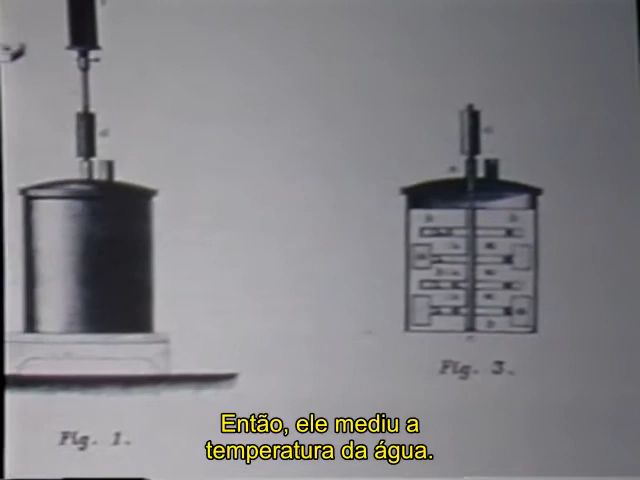 Fig. 3.
Fig. 1.
Então, ele mediu a
temperatura da água.